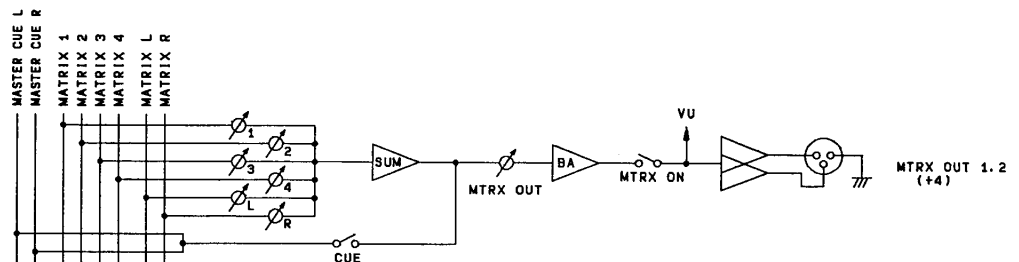 MASTER CUE L
MASTER CUE R
MATRIX 1
MATRIX 2
MATRIX 3
MATRIX 4
MATRIX L
MATRIX R
1
2
3
4
L
R
SUM
CUE
MTRX OUT
BA
MTRX ON
VU
MTRX OUT 1.2
(+4)